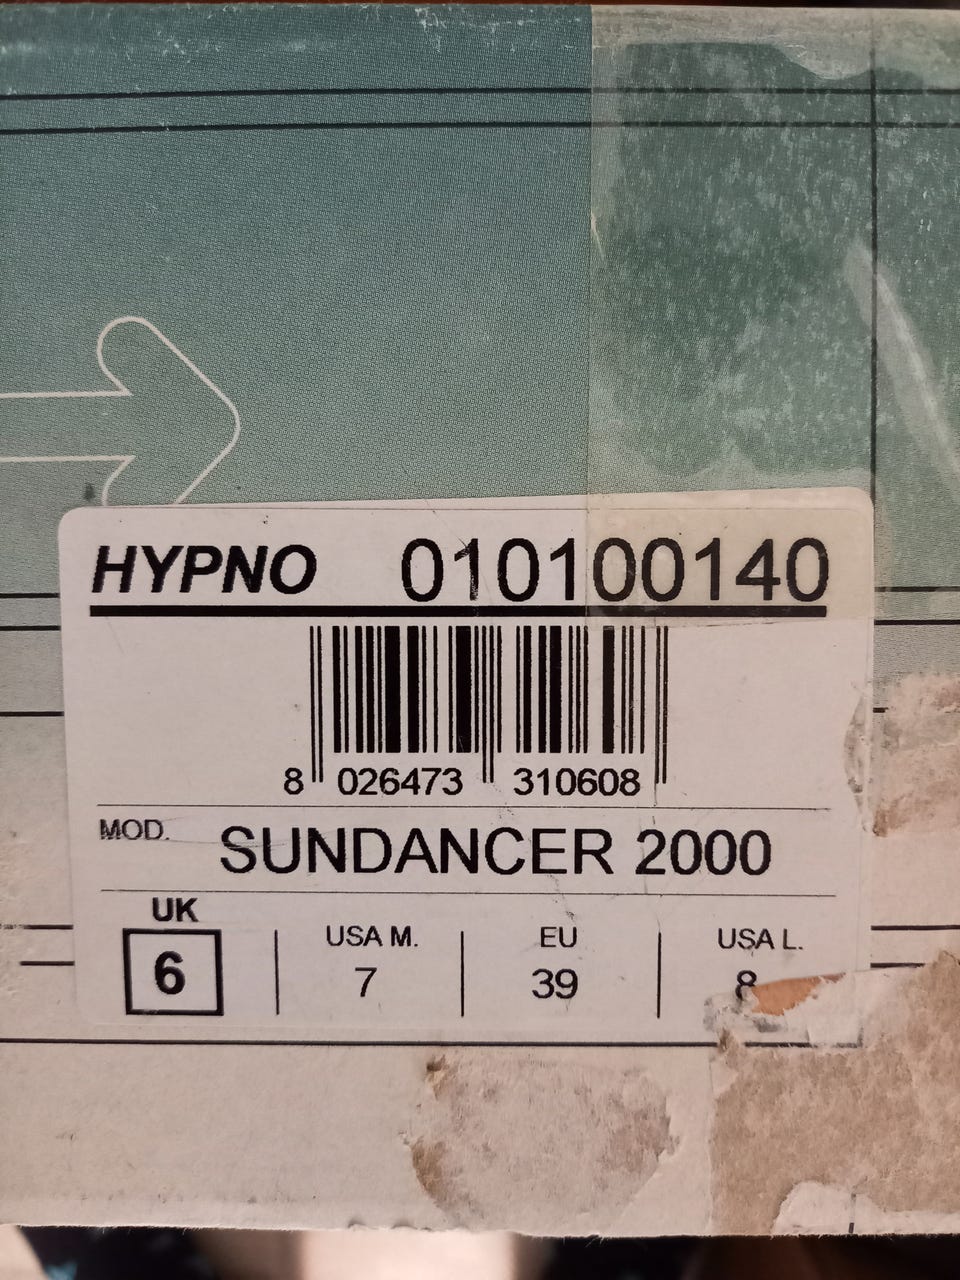 HYPNO 010100140
8 026473 310608
MOD. SUNDANCER 2000
UK USA M. EU USA L.
6 7 39 8